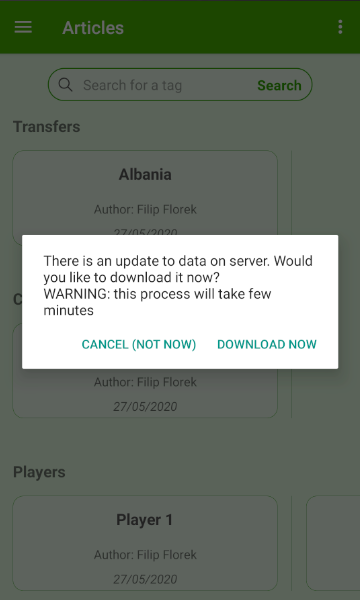 Articles
Search for a tag
Search
Transfers
Albania
Author: Filip Florek
27/05/2020
There is an update to data on server. Would
you like to download it now?
WARNING: this process will take few
minutes
CANCEL (NOT NOW)
DOWNLOAD NOW
Author: Filip Florek
27/05/2020
Players
Player 1
Author: Filip Florek
27/05/2020